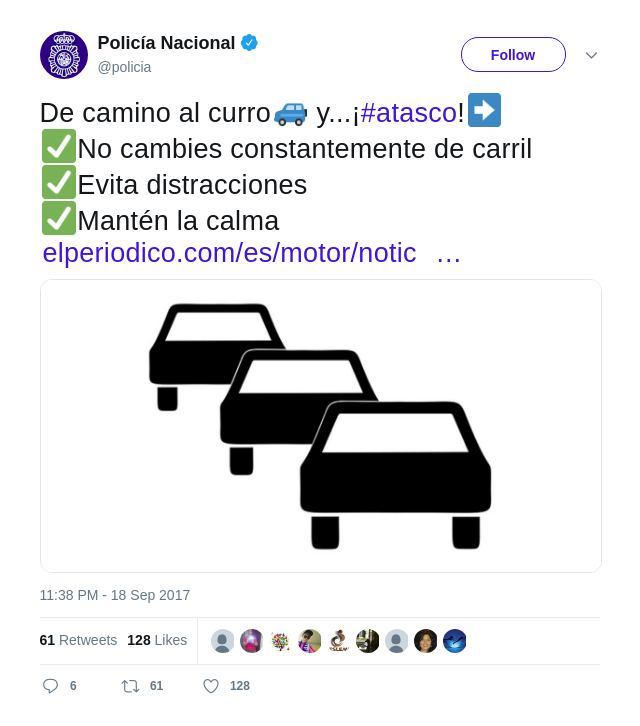 Policía Nacional
@policia
Follow
De camino al curro🚙 y...¡#atasco!➡
✅No cambies constantemente de carril
✅Evita distracciones
✅Mantén la calma
elperiodico.com/es/motor/notic …
11:38 PM - 18 Sep 2017
61 Retweets 128 Likes
6 61 128